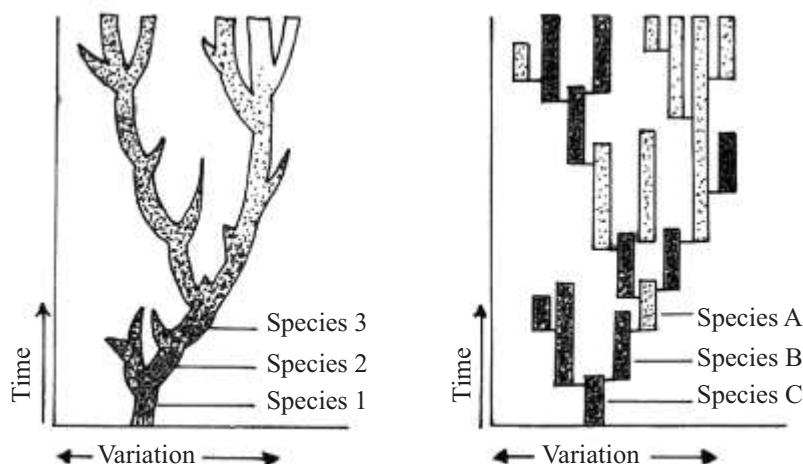 Species 3
Species 2
Species 1
Time
Variation
Species A
Species B
Species C
Time
Variation